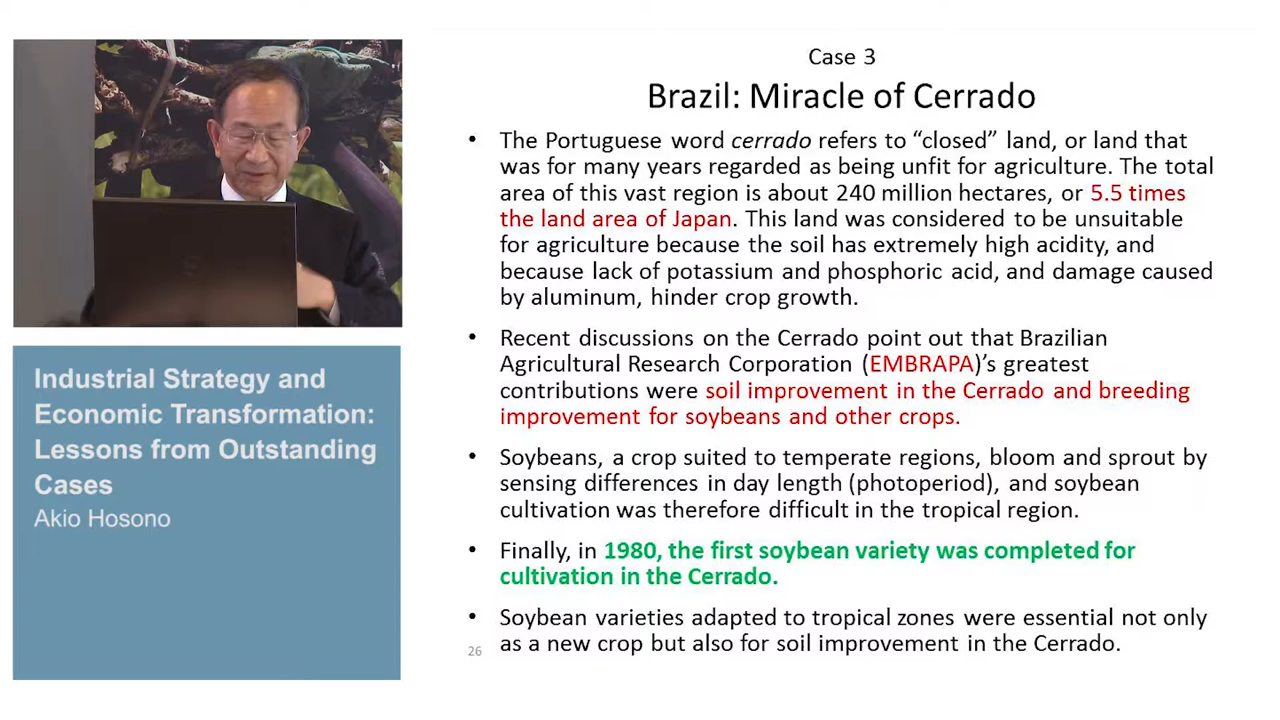 Case 3
Brazil: Miracle of Cerrado
• The Portuguese word cerrado refers to “closed” land, or land that
was for many years regarded as being unfit for agriculture. The total
area of this vast region is about 240 million hectares, or 5.5 times
the land area of Japan. This land was considered to be unsuitable
for agriculture because the soil has extremely high acidity, and
because lack of potassium and phosphoric acid, and damage caused
by aluminum, hinder crop growth.
• Recent discussions on the Cerrado point out that Brazilian
Agricultural Research Corporation (EMBRAPA)’s greatest
contributions were soil improvement in the Cerrado and breeding
improvement for soybeans and other crops.
• Soybeans, a crop suited to temperate regions, bloom and sprout by
sensing differences in day length (photoperiod), and soybean
cultivation was therefore difficult in the tropical region.
• Finally, in 1980, the first soybean variety was completed for
cultivation in the Cerrado.
• Soybean varieties adapted to tropical zones were essential not only
as a new crop but also for soil improvement in the Cerrado.
26
Industrial Strategy and
Economic Transformation:
Lessons from Outstanding
Cases
Akio Hosono